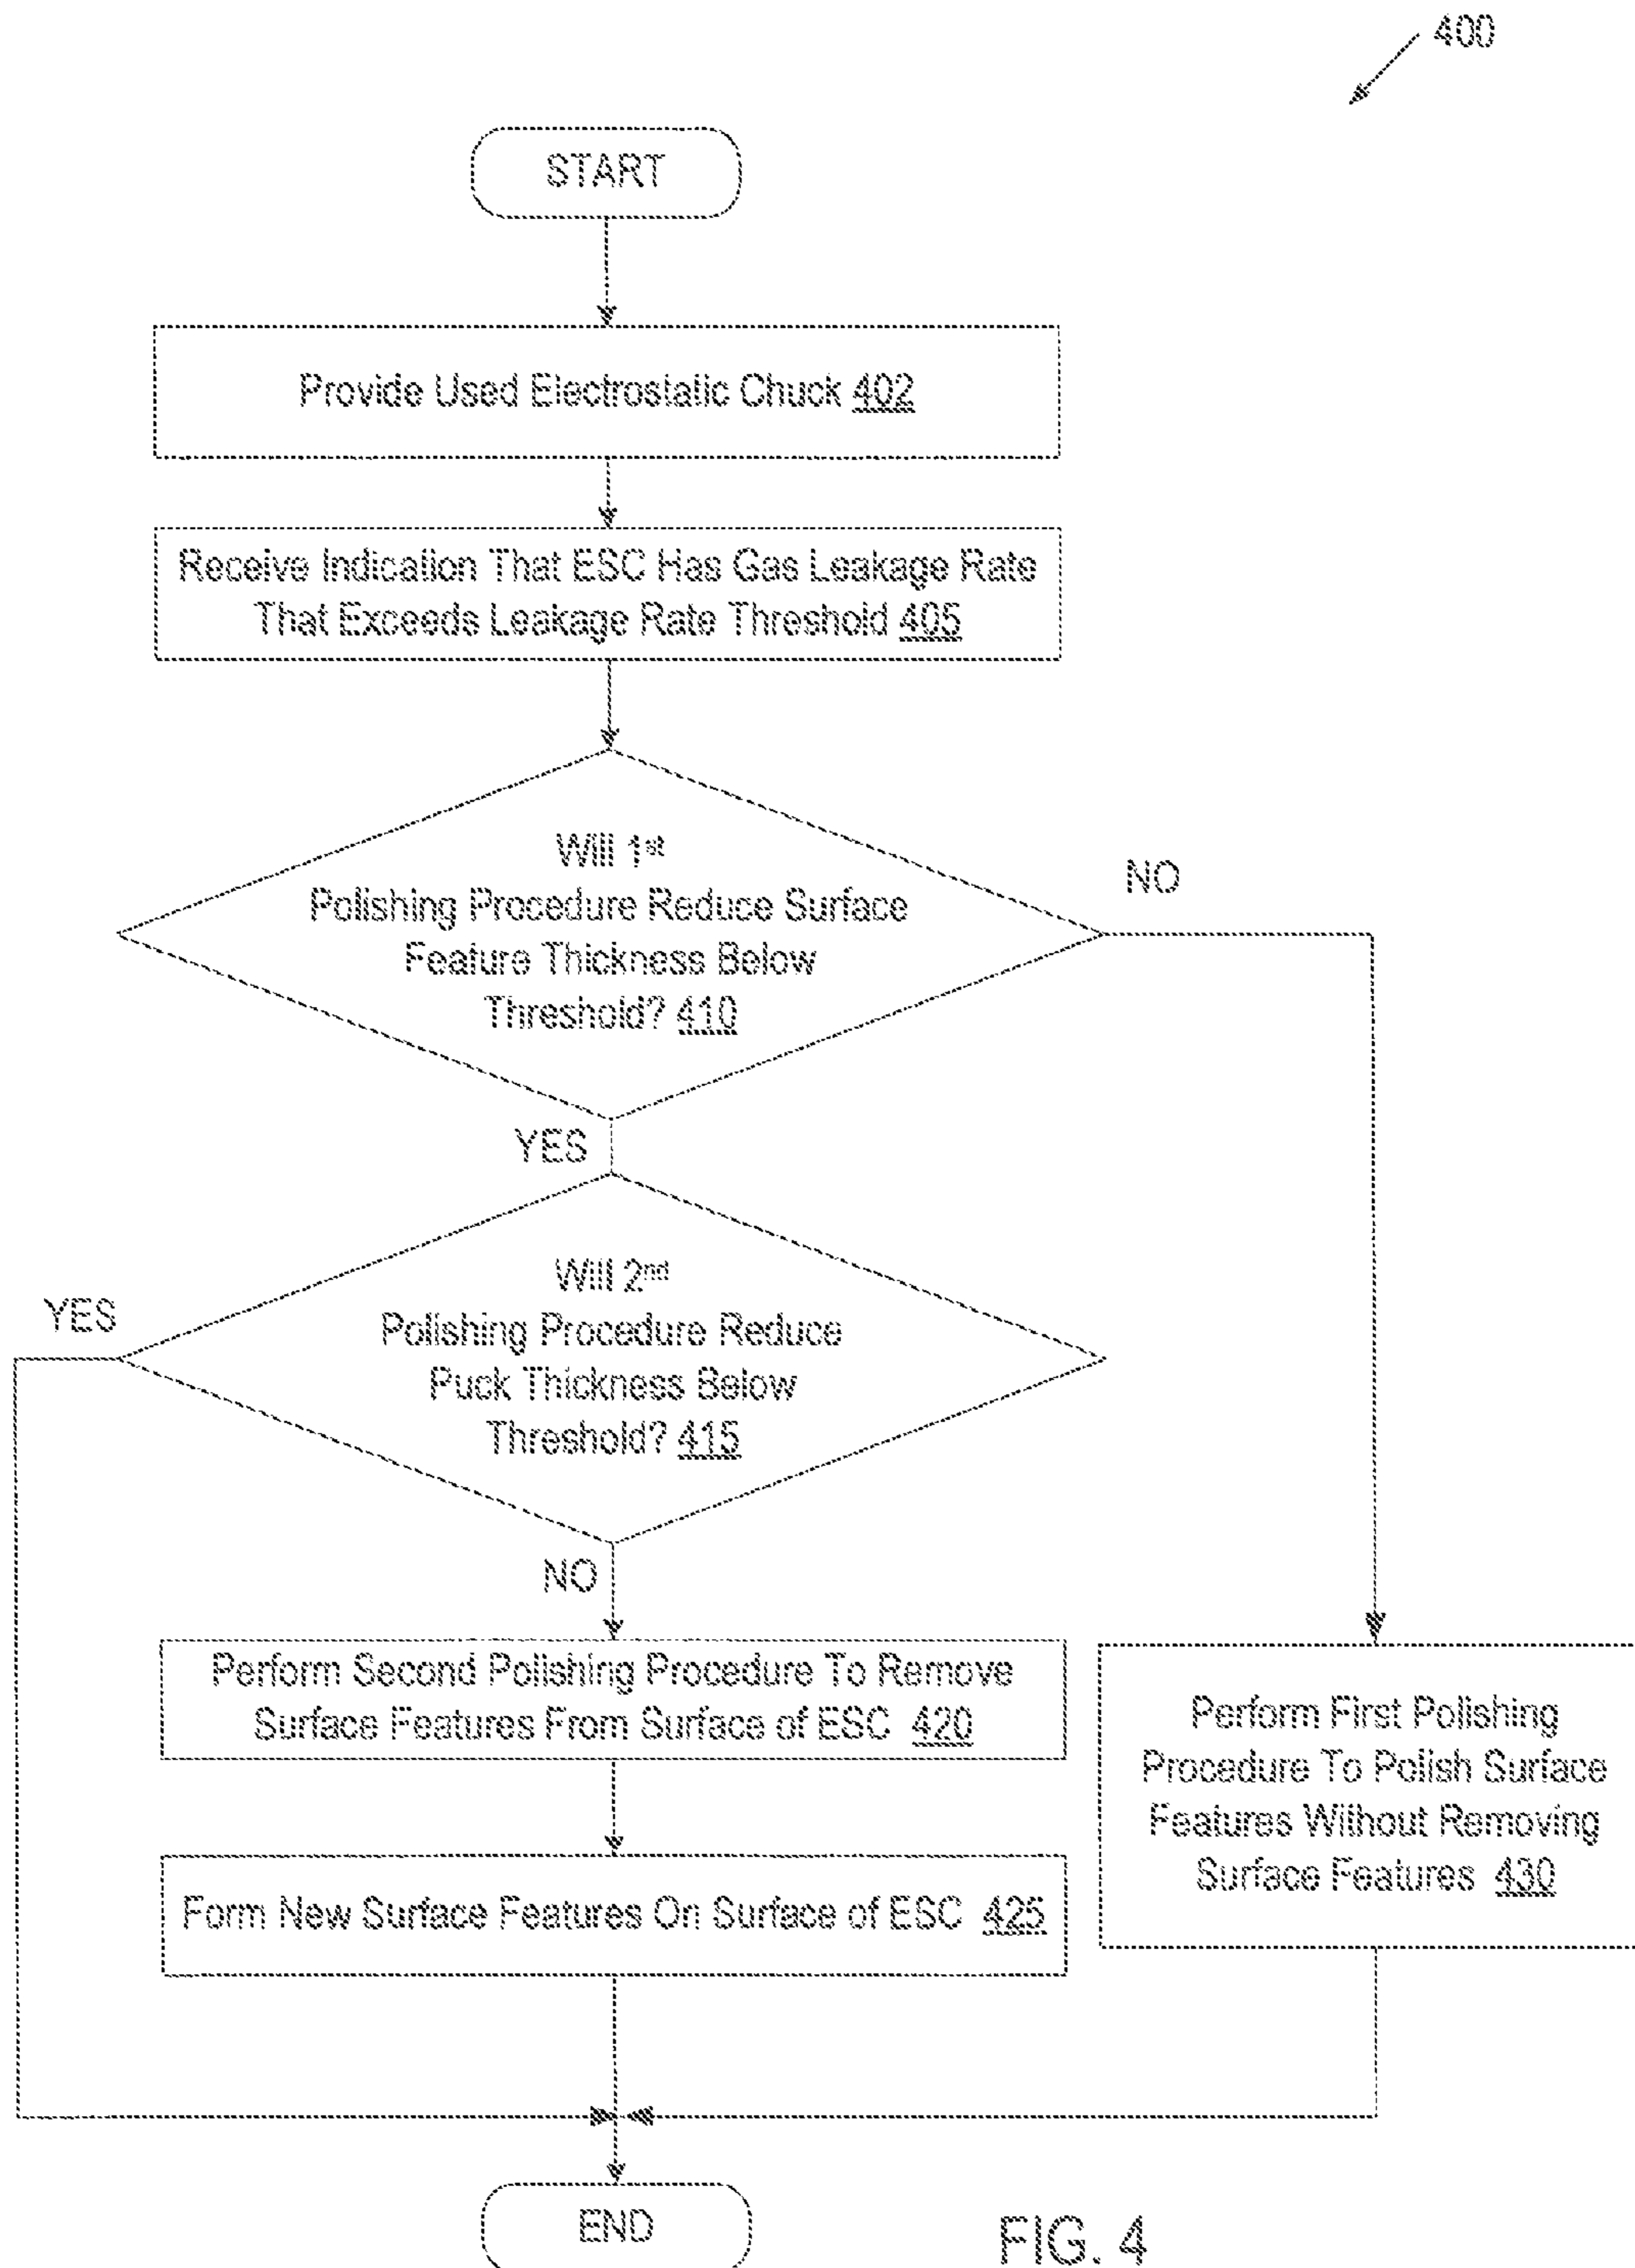 400
START
Provide Used Electrostatic Chuck 402
Receive Indication That ESC Has Gas Leakage Rate
That Exceeds Leakage Rate Threshold 405
Will 1st
Polishing Procedure Reduce Surface
Feature Thickness Below
Threshold? 410
NO
YES
Will 2nd
Polishing Procedure Reduce
Puck Thickness Below
Threshold? 415
YES
NO
Perform Second Polishing Procedure To Remove
Surface Features From Surface of ESC 420
Perform First Polishing
Procedure To Polish Surface
Features Without Removing
Surface Features 430
Form New Surface Features On Surface of ESC 425
END
FIG. 4